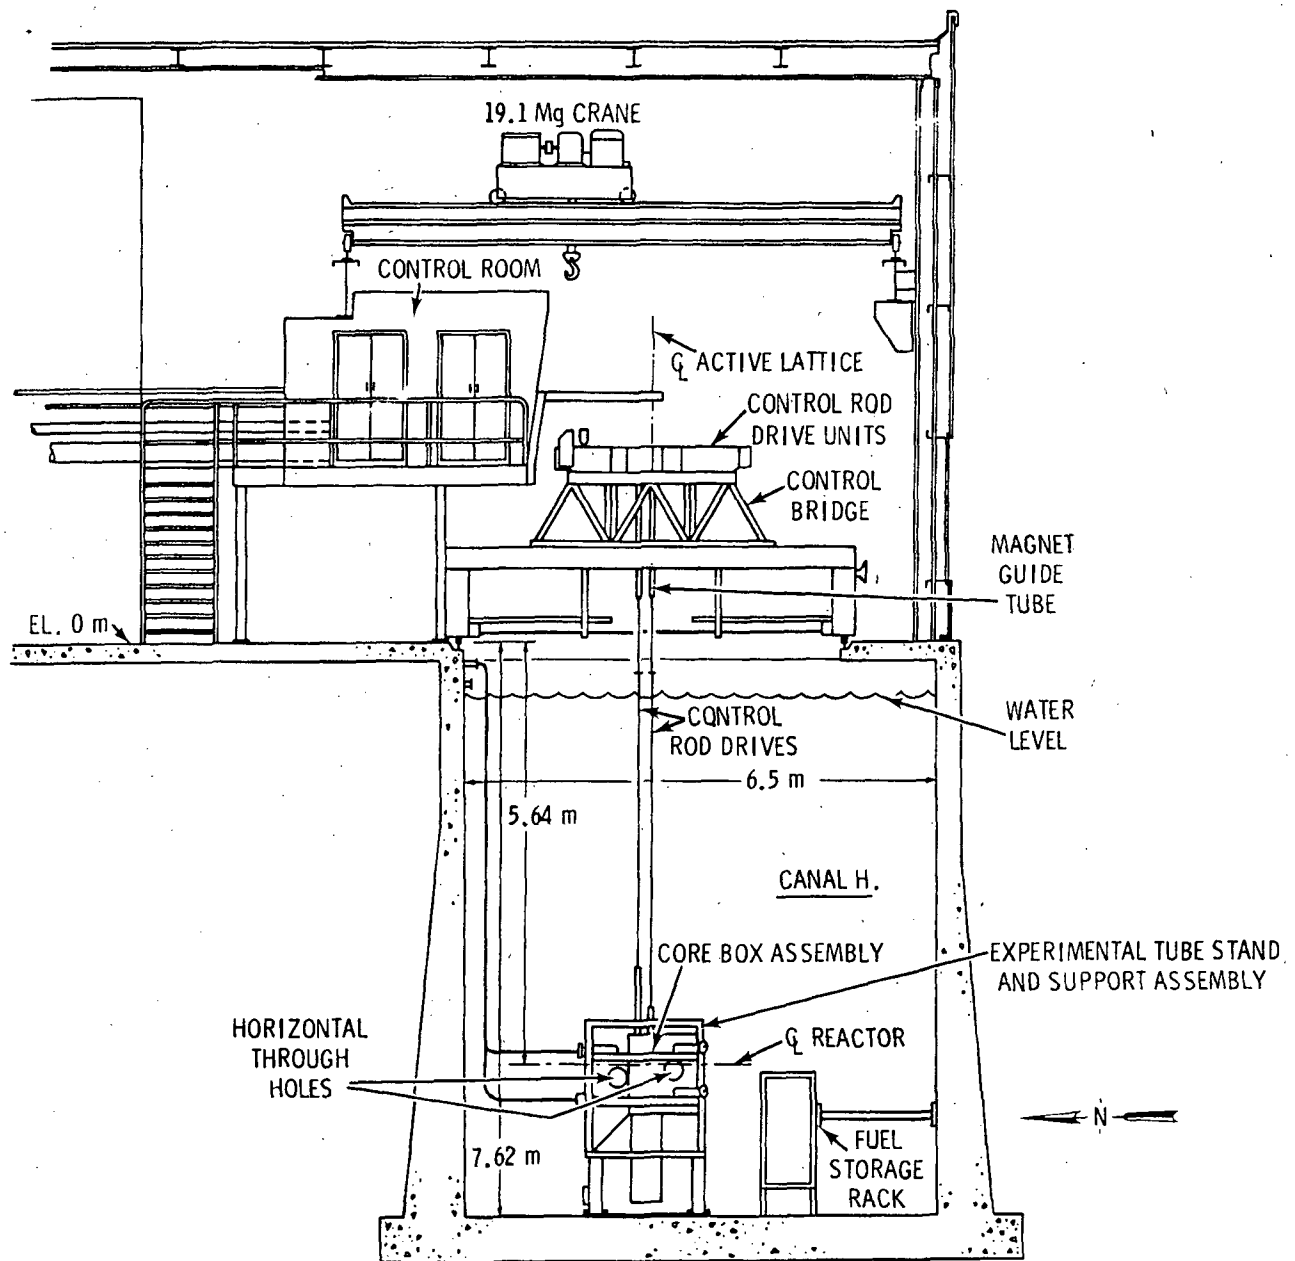 19.1 Mg CRANE
CONTROL ROOM
℄ ACTIVE LATTICE
CONTROL ROD
DRIVE UNITS
CONTROL
BRIDGE
MAGNET
GUIDE
TUBE
EL. 0 m
WATER
LEVEL
CONTROL
ROD DRIVES
6.5 m
5.64 m
CANAL H.
CORE BOX ASSEMBLY
EXPERIMENTAL TUBE STAND
AND SUPPORT ASSEMBLY
HORIZONTAL
THROUGH
HOLES
℄ REACTOR
N
7.62 m
FUEL
STORAGE
RACK